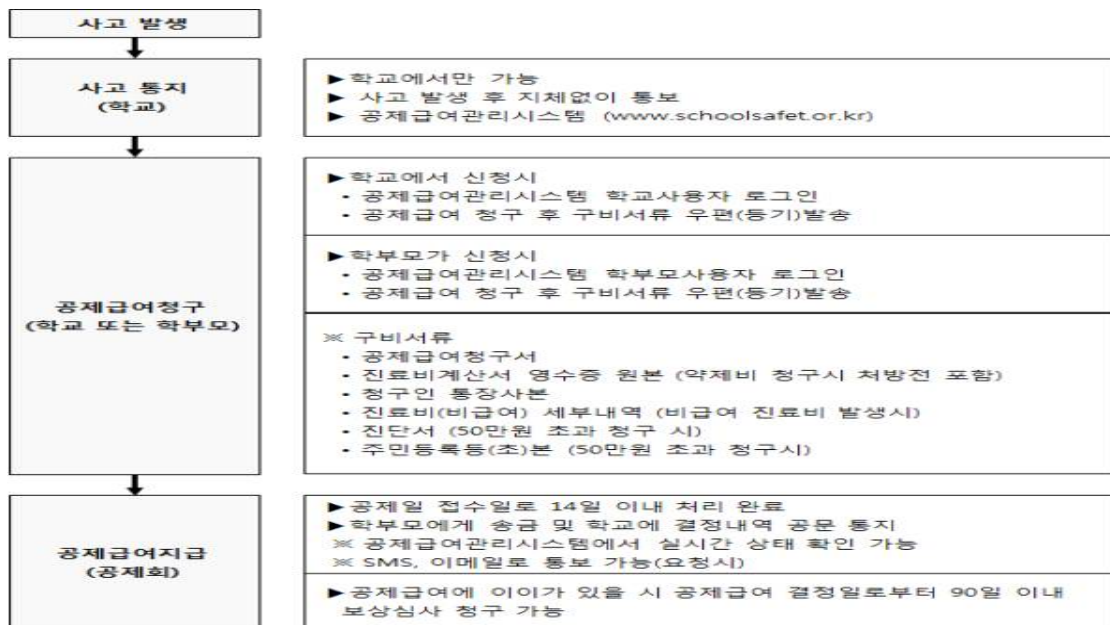 사고 발생
사고 통지
(학교)
►학교에서만 가능
► 사고 발생 후 지체없이 통보
► 공제급여관리시스템 (www.schoolsafet.or.kr)
공제급여청구
(학교 또는 학부모)
►학교에서 신청시
• 공제급여관리시스템 학교사용자 로그인
• 공제급여 청구 후 구비서류 우편(등기)발송
►학부모가 신청시
• 공제급여관리시스템 학부모사용자 로그인
• 공제급여 청구 후 구비서류 우편(등기)발송
※ 구비서류
• 공제급여청구서
• 진료비계산서 영수증 원본 (약제비 청구시 처방전 포함)
• 청구인 통장사본
• 진료비(비급여) 세부내역 (비급여 진료비 발생시)
• 진단서 (50만원 초과 청구 시)
• 주민등록등(초)본 (50만원 초과 청구시)
공제급여지급
(공제회)
►공제일 접수일로 14일 이내 처리 완료
►학부모에게 송금 및 학교에 결정내역 공문 통지
※ 공제급여관리시스템에서 실시간 상태 확인 가능
※ SMS, 이메일로 통보 가능(요청시)
►공제급여에 이이가 있을 시 공제급여 결정일로부터 90일 이내
보상심사 청구 가능